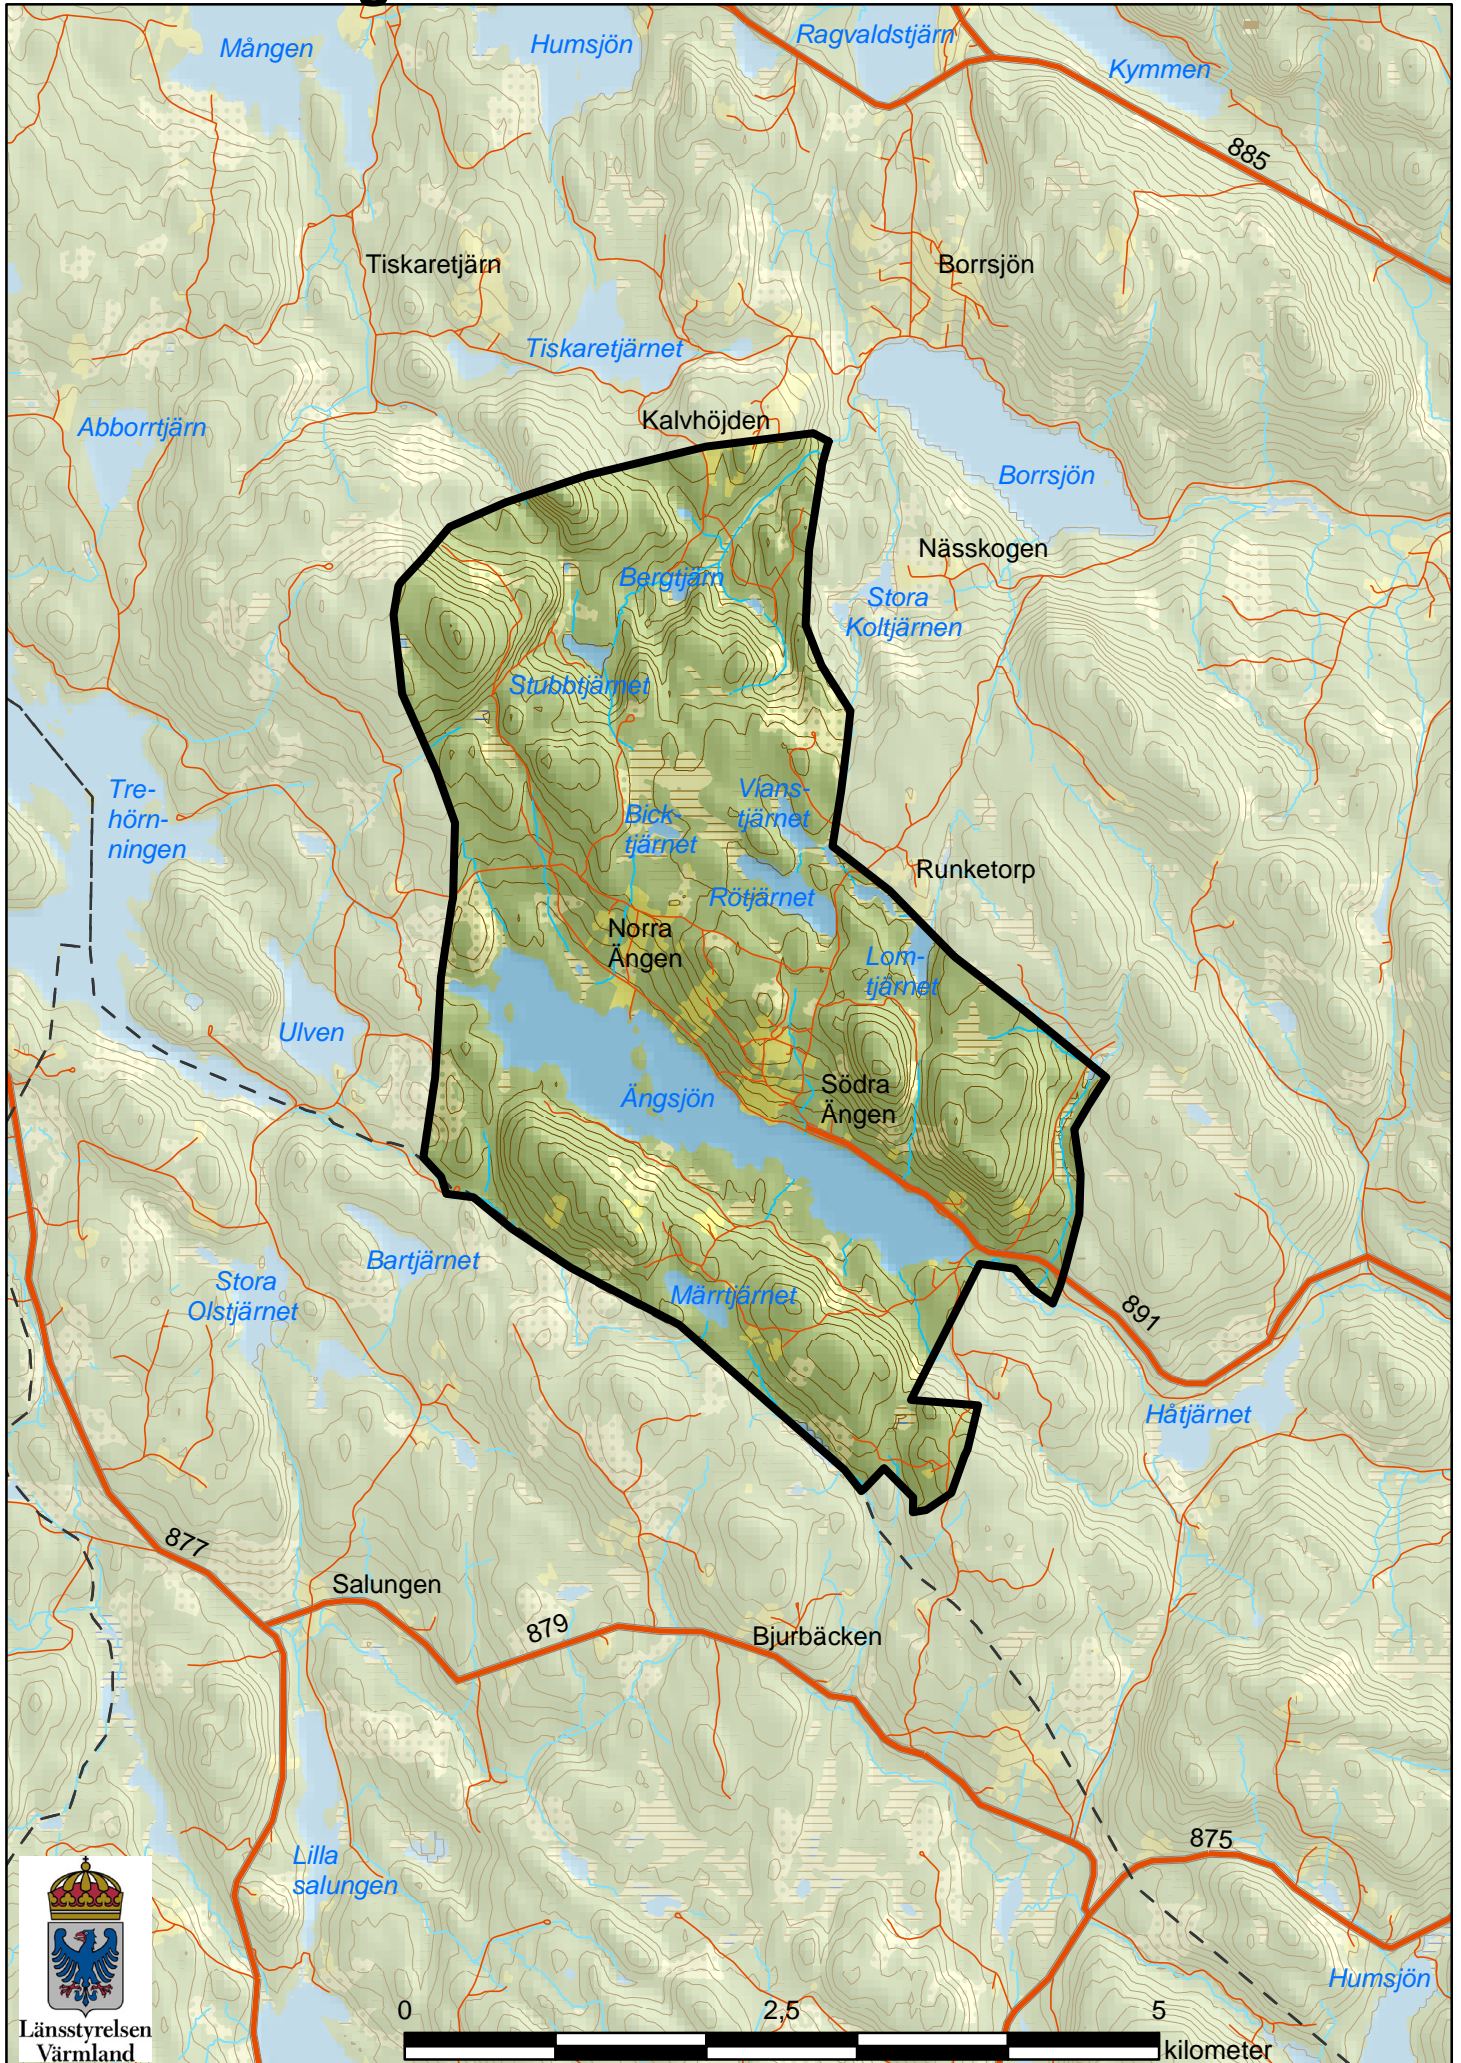 Mången
Humsjön
Ragvaldstjärn
Kymmen
885
Tiskaretjärn
Borrsjön
Tiskaretjärnet
Kalvhöjden
Abborrtjärn
Borrsjön
Nässkogen
Bergtjärn
Stora
Koltjärnen
Stubbtjärnet
Tre-
hörn-
ningen
Vians-
tjärnet
Bick-
tjärnet
Runketorp
Rötjärnet
Norra
Ängen
Lom-
tjärnet
Ulven
Ängsjön
Södra
Ängen
Bartjärnet
Stora
Olstjärnet
Märrtjärnet
891
Håtjärnet
877
Salungen
879
Bjurbäcken
875
Lilla
salungen
Humsjön
0
2,5
5
kilometer
Länsstyrelsen
Värmland